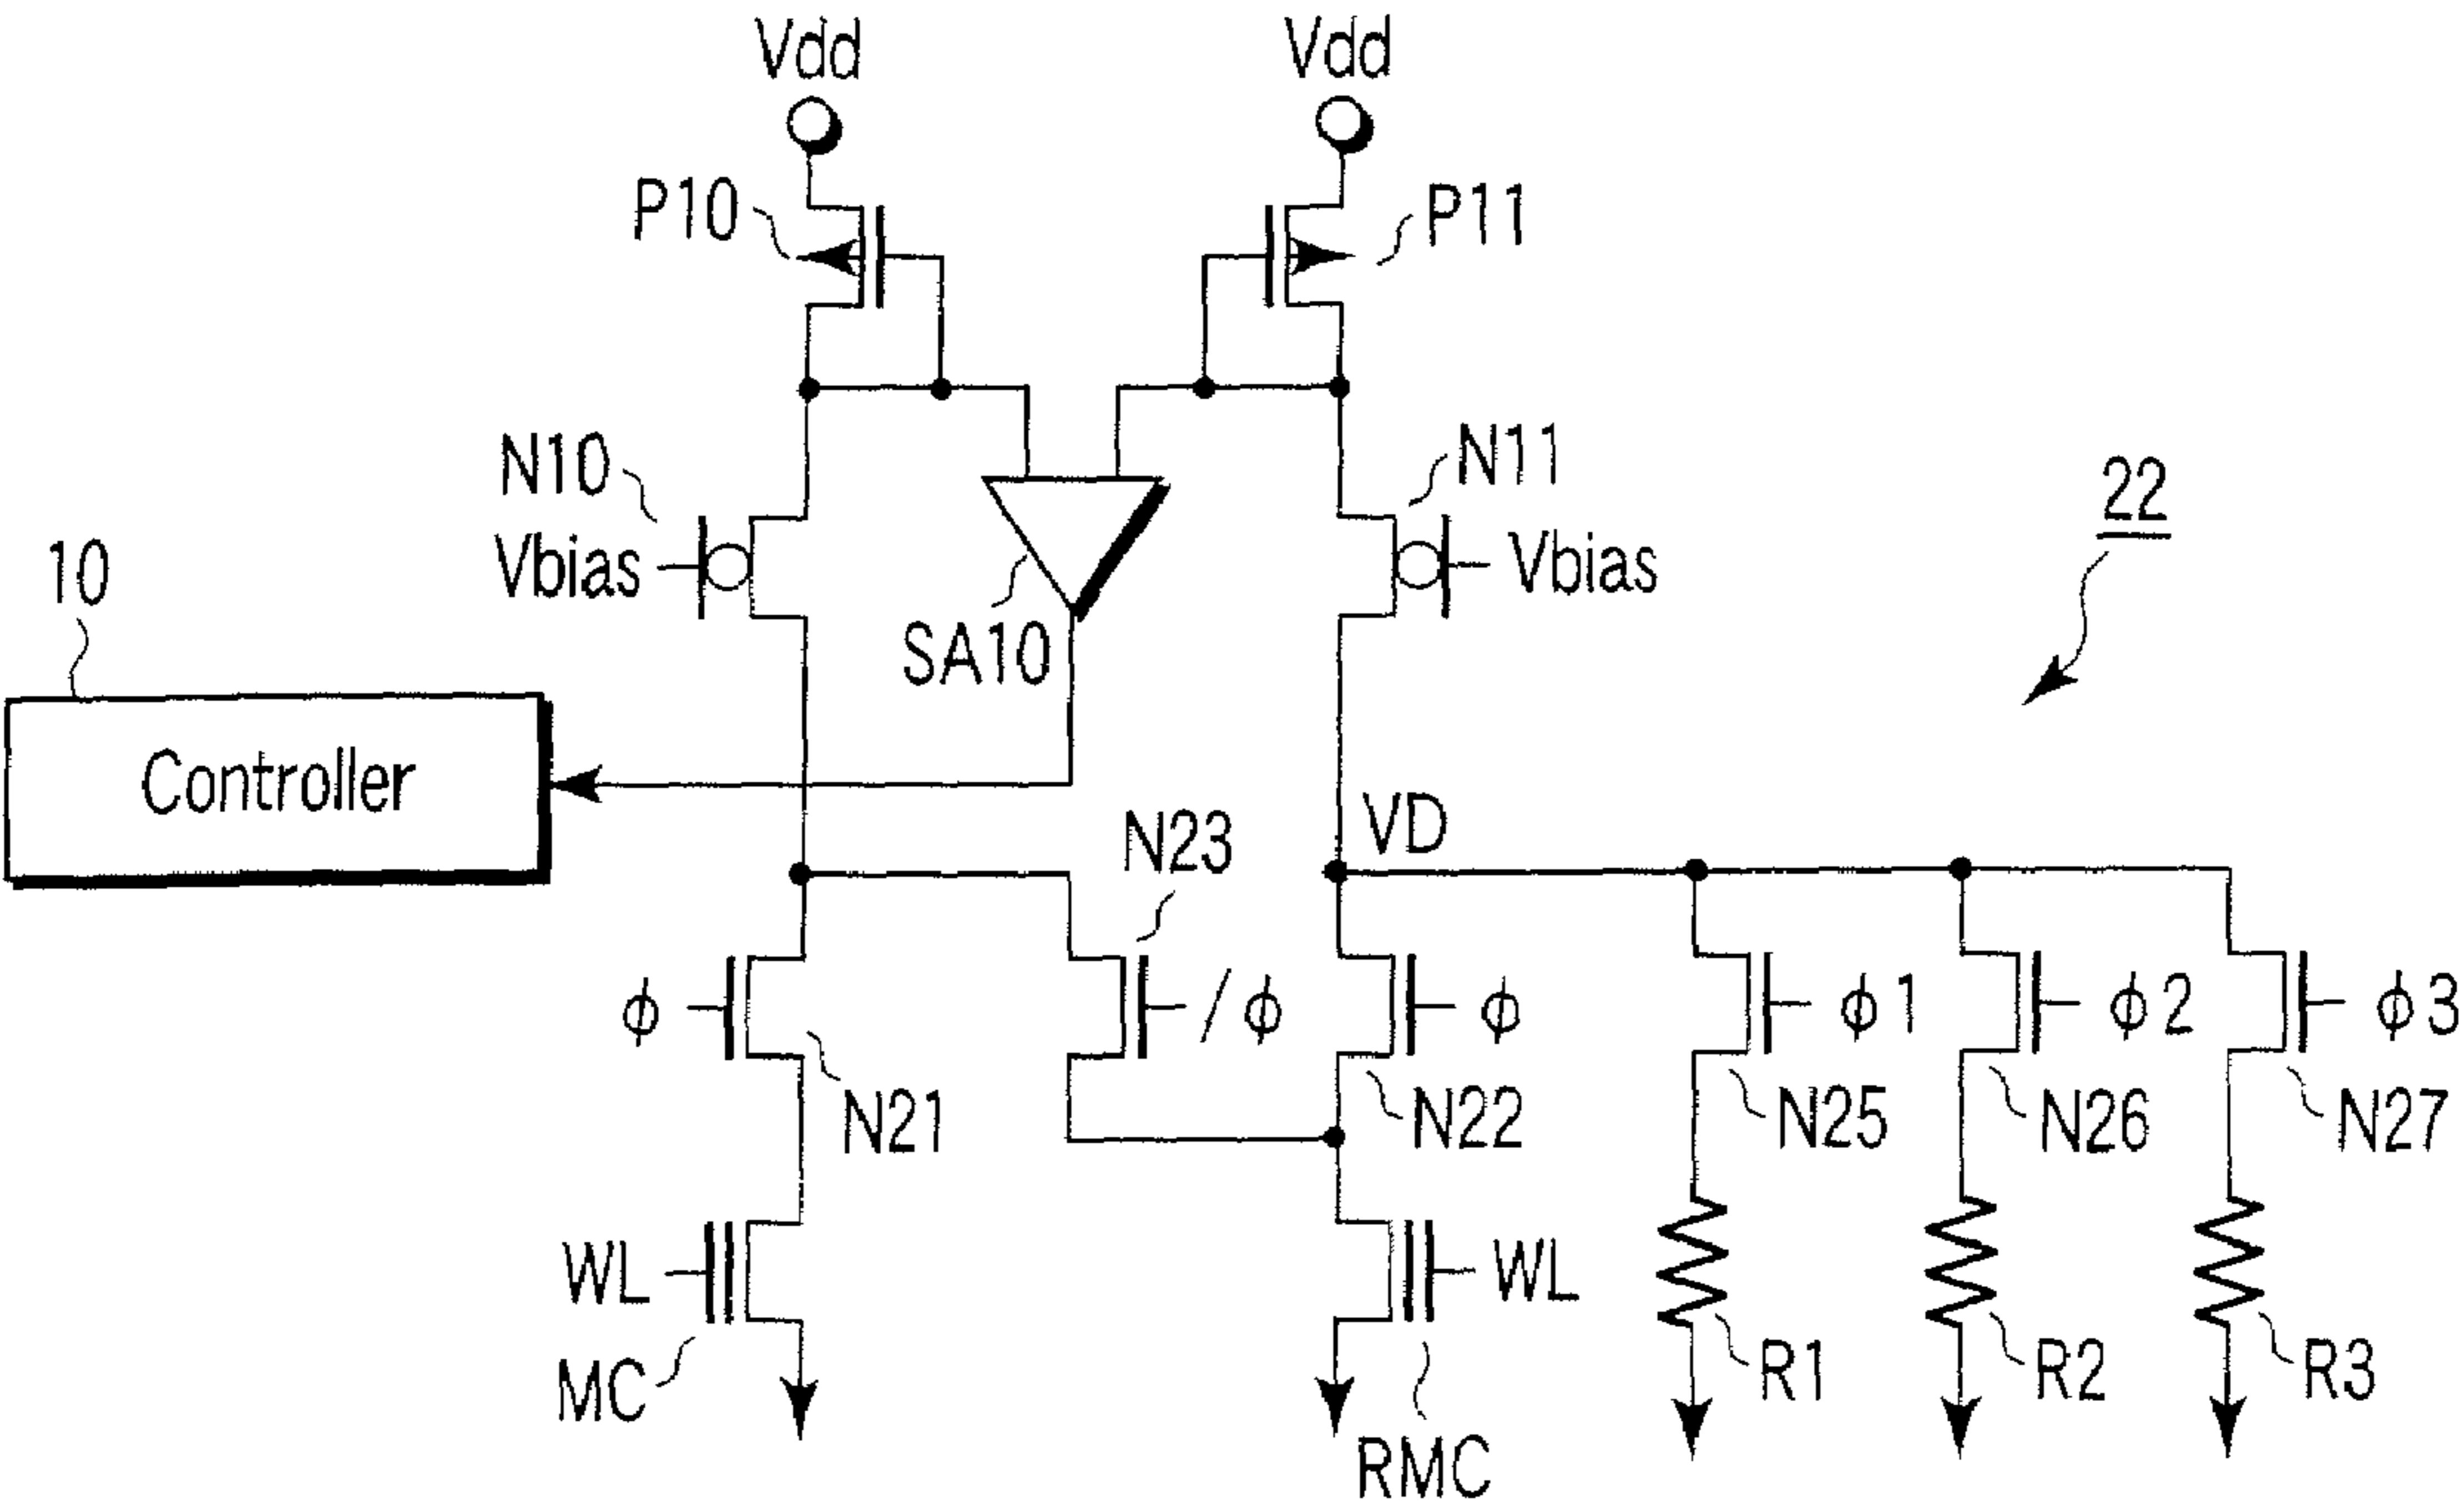 Vdd
Vdd
P10
P11
N10
N11
Vbias
Vbias
22
10
SA10
Controller
N23
VD
ϕ
/ϕ
ϕ
ϕ1
ϕ2
ϕ3
N21
N22
N25
N26
N27
WL
WL
MC
R1
R2
R3
RMC